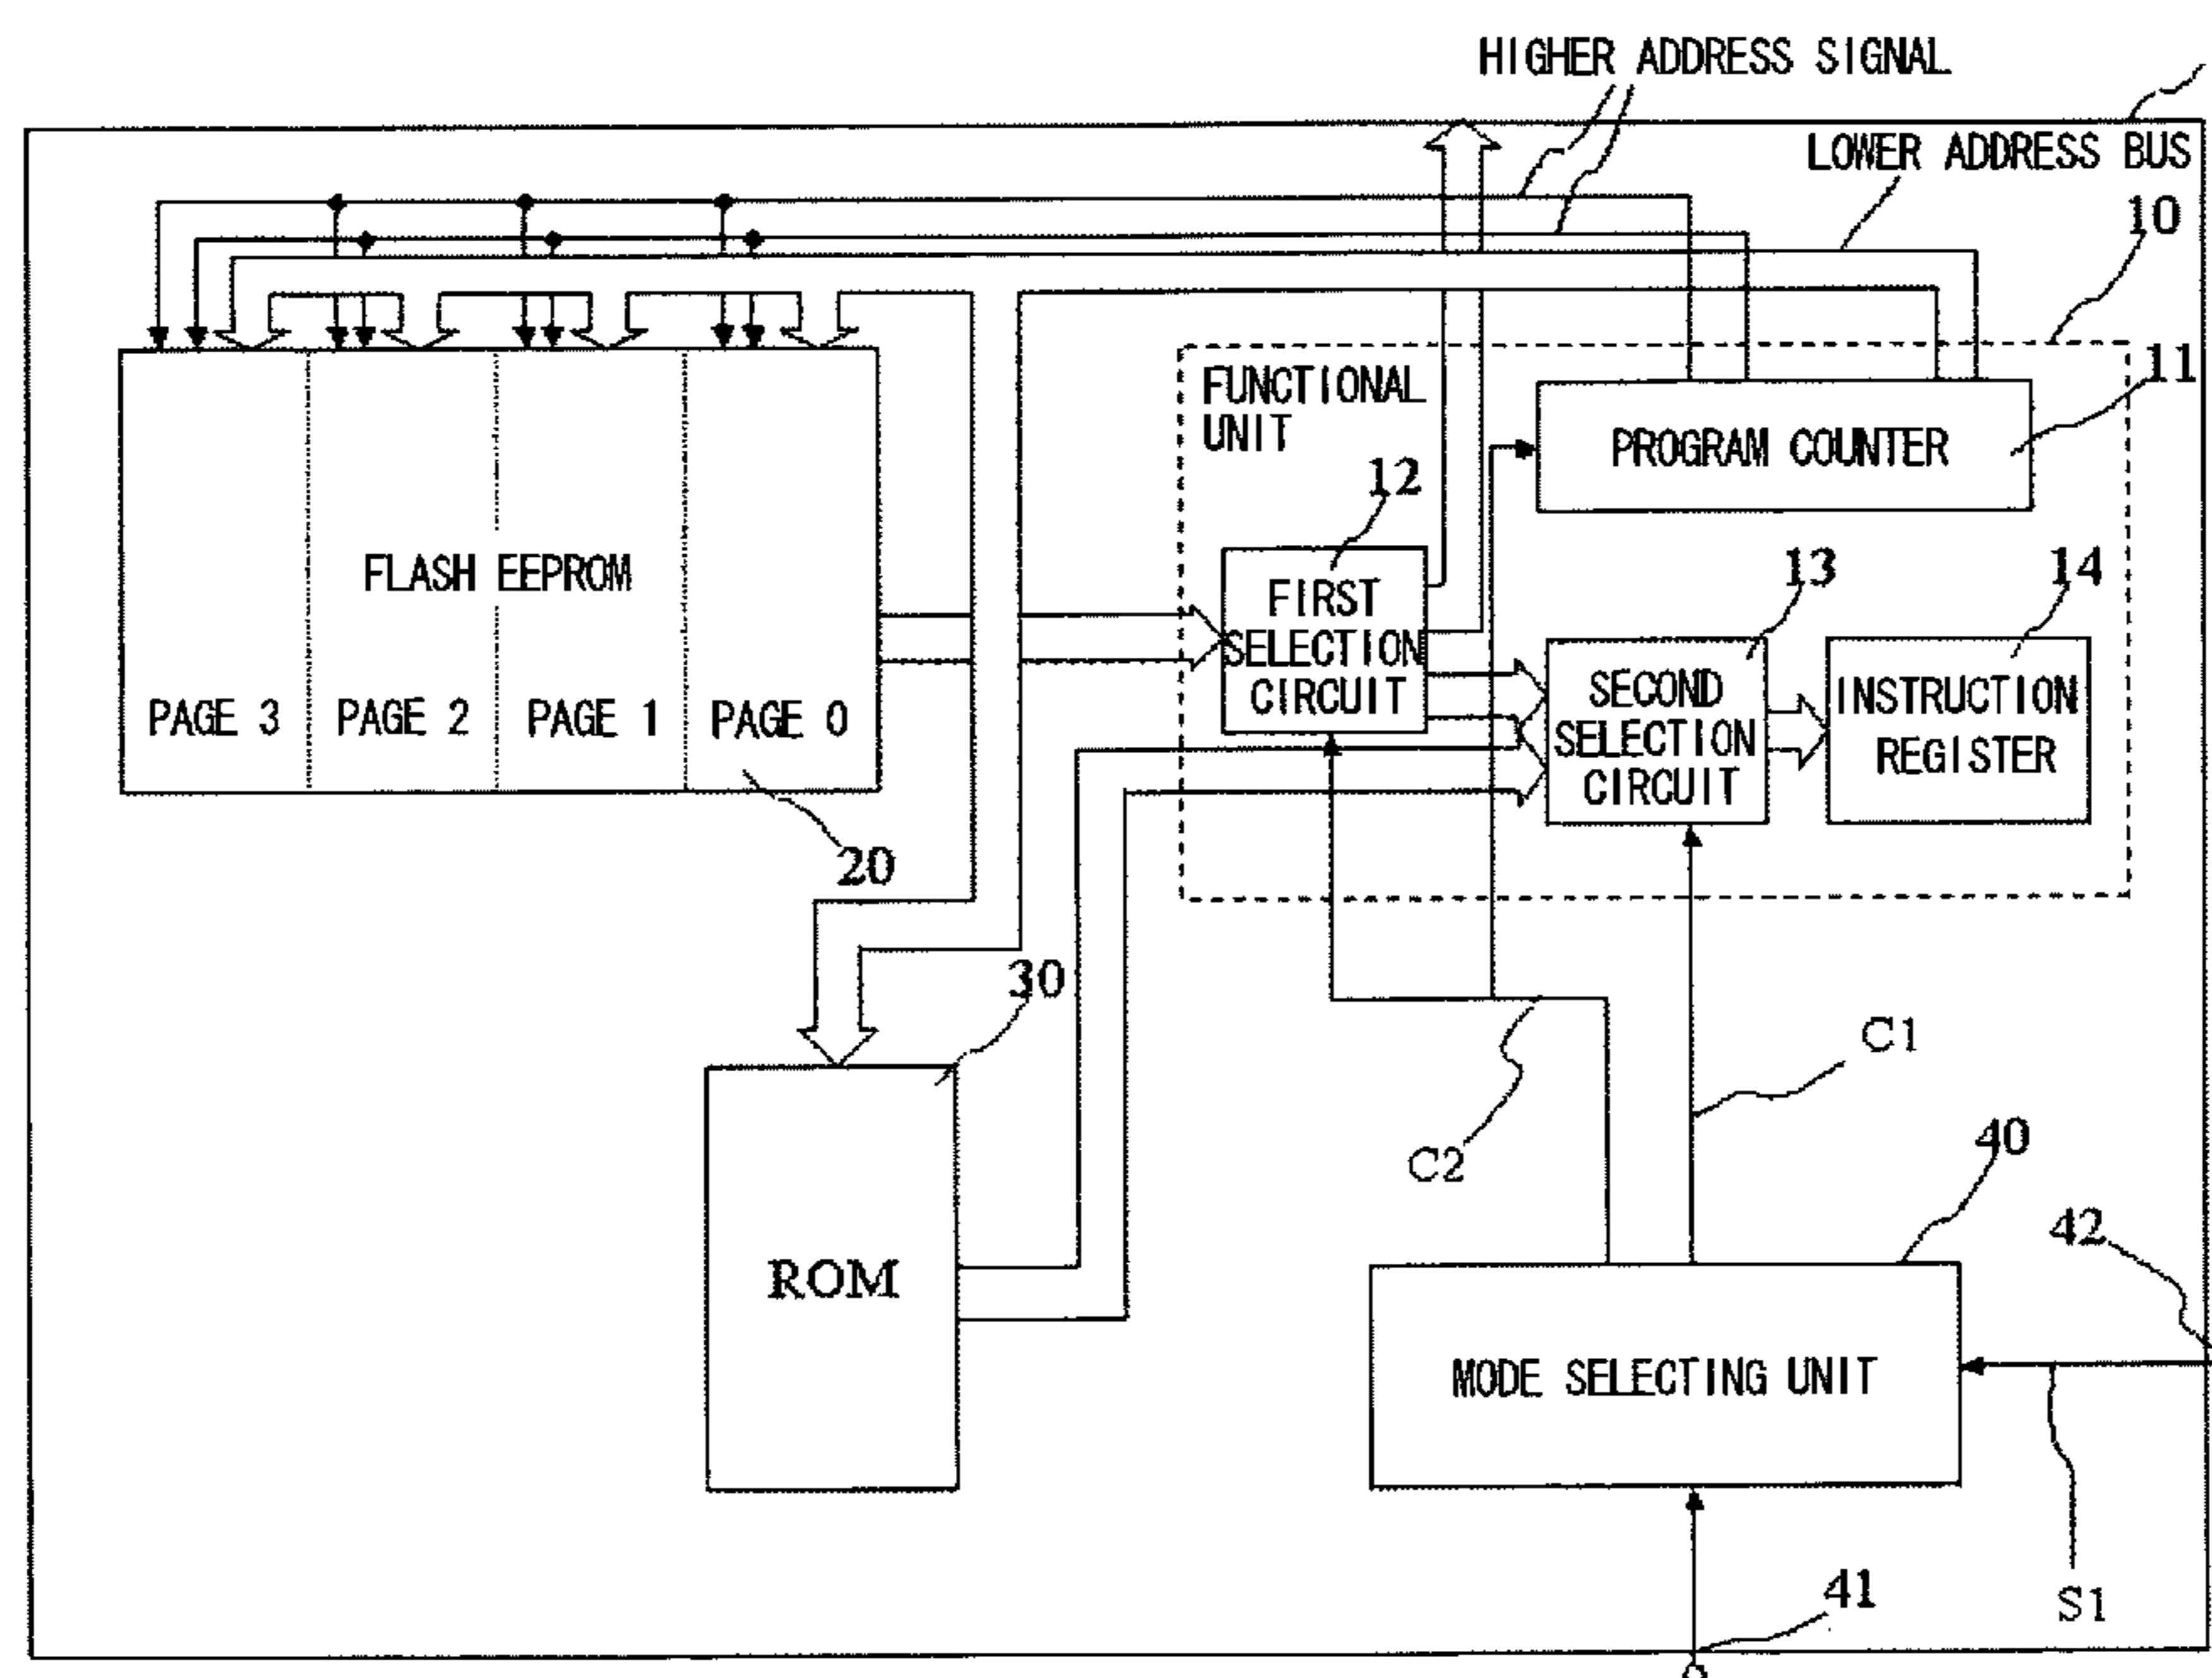 HIGHER ADDRESS SIGNAL
LOWER ADDRESS BUS
10
FUNCTIONAL
UNIT
11
PROGRAM COUNTER
12
FIRST
SELECTION
CIRCUIT
13
SECOND
SELECTION
CIRCUIT
14
INSTRUCTION
REGISTER
FLASH EEPROM
PAGE 3
PAGE 2
PAGE 1
PAGE 0
20
30
ROM
C1
C2
40
42
MODE SELECTING UNIT
41
S1